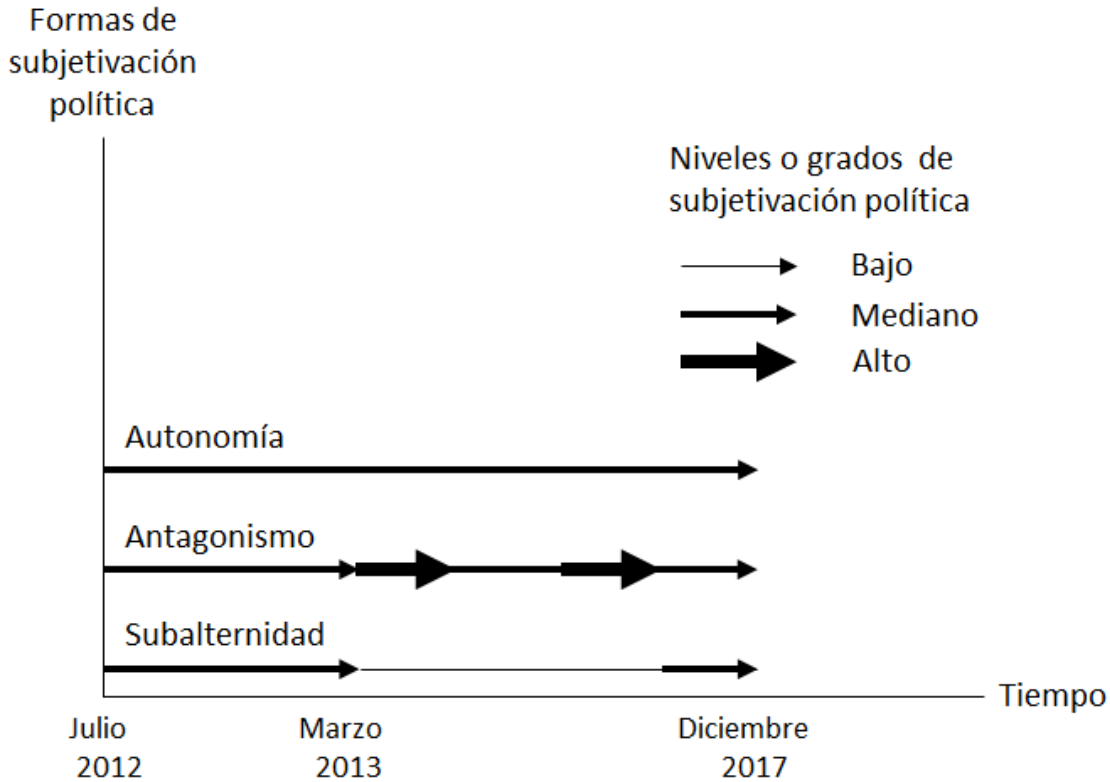 Formas de
subjetivación
política
Niveles o grados de
subjetivación política
Bajo
Mediano
Alto
Autonomía
Antagonismo
Subalternidad
Tiempo
Julio
2012
Marzo
2013
Diciembre
2017